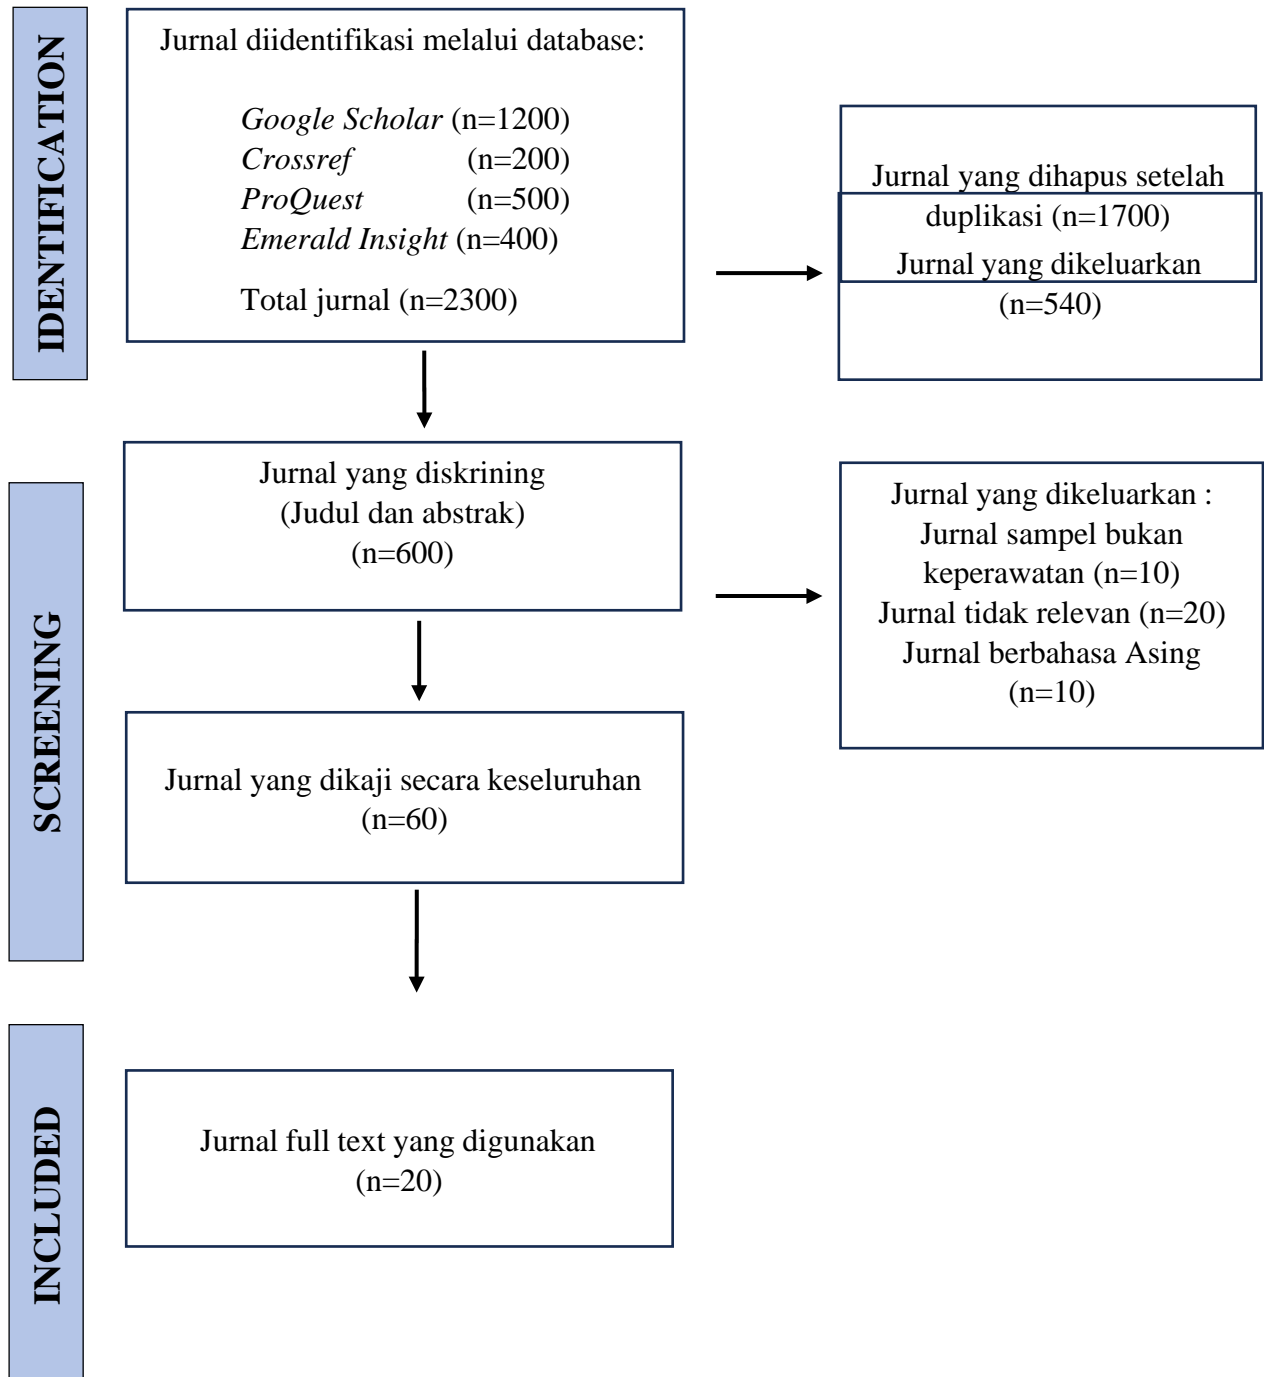 IDENTIFICATION
Jurnal diidentifikasi melalui database:
Google Scholar (n=1200)
Crossref (n=200)
ProQuest (n=500)
Emerald Insight (n=400)
Total jurnal (n=2300)
Jurnal yang dihapus setelah
duplikasi (n=1700)
Jurnal yang dikeluarkan
(n=540)
SCREENING
Jurnal yang diskrining
(Judul dan abstrak)
(n=600)
Jurnal yang dikeluarkan :
Jurnal sampel bukan
keperawatan (n=10)
Jurnal tidak relevan (n=20)
Jurnal berbahasa Asing
(n=10)
Jurnal yang dikaji secara keseluruhan
(n=60)
INCLUDED
Jurnal full text yang digunakan
(n=20)